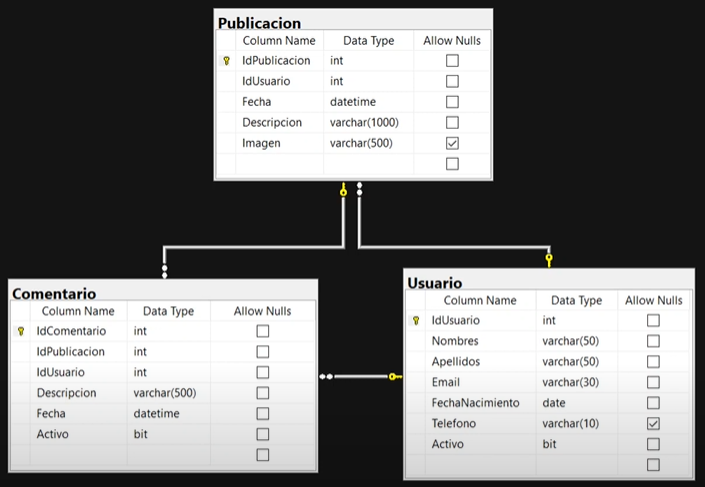 Publicacion
Column Name Data Type Allow Nulls
IdPublicacion int
IdUsuario int
Fecha datetime
Descripcion varchar(1000)
Imagen varchar(500)
Comentario
Column Name Data Type Allow Nulls
IdComentario int
IdPublicacion int
IdUsuario int
Descripcion varchar(500)
Fecha datetime
Activo bit
Usuario
Column Name Data Type Allow Nulls
IdUsuario int
Nombres varchar(50)
Apellidos varchar(50)
Email varchar(30)
FechaNacimiento date
Telefono varchar(10)
Activo bit